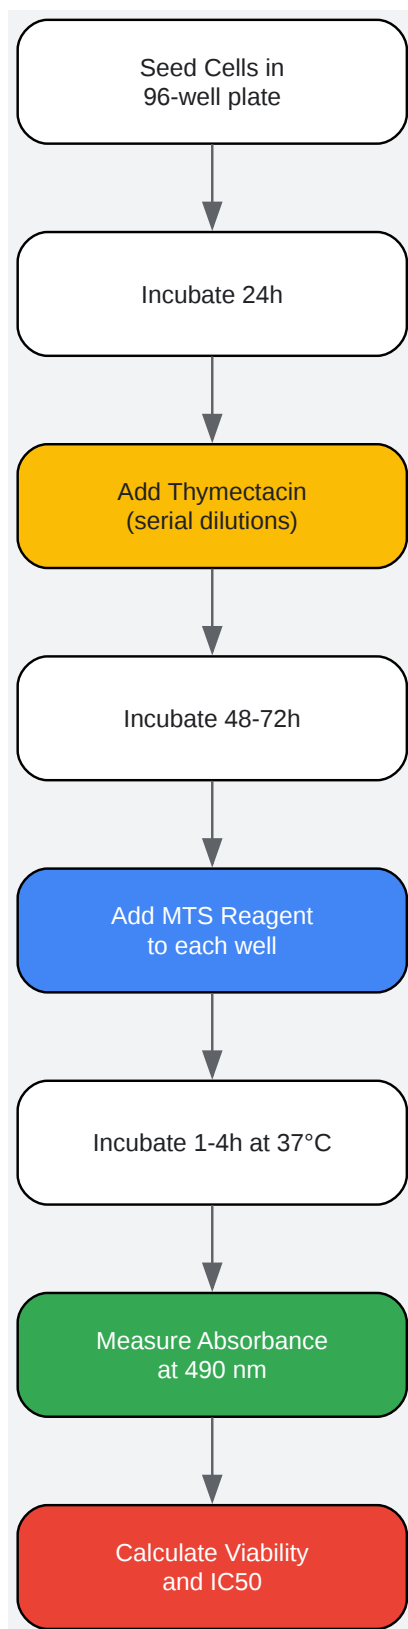 Seed Cells in
96-well plate
Incubate 24h
Add Thymectacin
(serial dilutions)
Incubate 48-72h
Add MTS Reagent
to each well
Incubate 1-4h at 37°C
Measure Absorbance
at 490 nm
Calculate Viability
and IC50